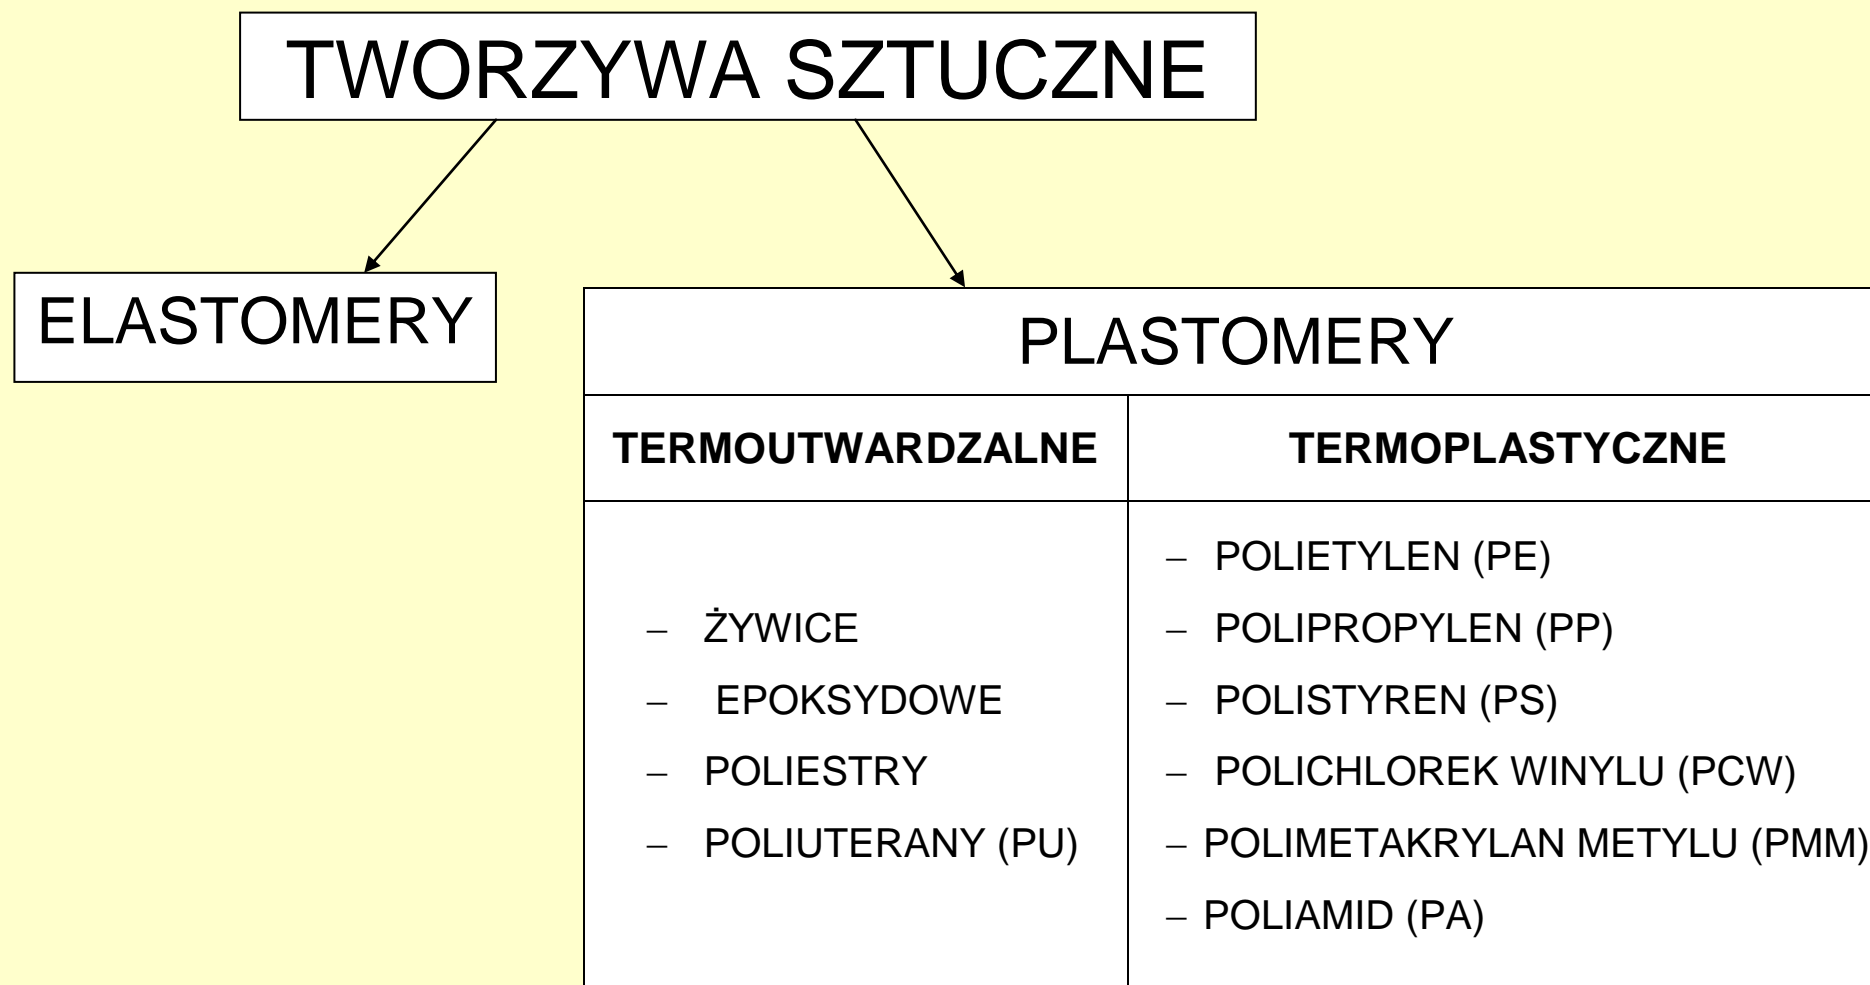 TWORZYWA SZTUCZNE
ELASTOMERY
PLASTOMERY
TERMOUTWARDZALNE
– ŻYWICE
– EPOKSYDOWE
– POLIESTRY
– POLIUTERANY (PU)
TERMOPLASTYCZNE
– POLIETYLEN (PE)
– POLIPROPYLEN (PP)
– POLISTYREN (PS)
– POLICHLOREK WINYLU (PCW)
– POLIMETAKRYLAN METYLU (PMM)
– POLIAMID (PA)